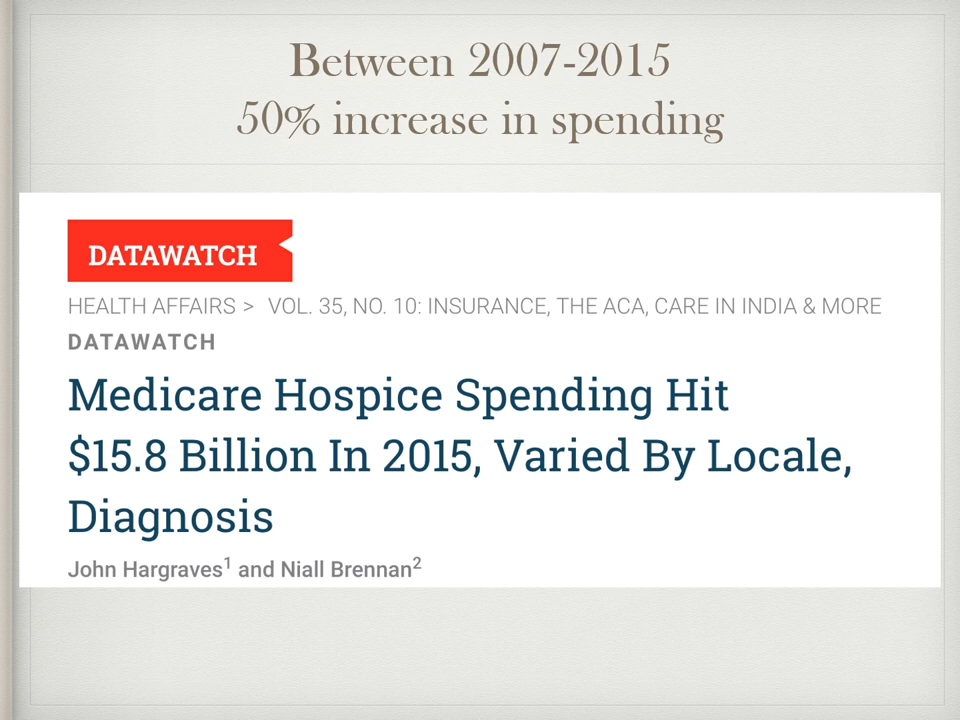 Between 2007-2015
50% increase in spending
DATAWATCH
HEALTH AFFAIRS > VOL. 35, NO. 10: INSURANCE, THE ACA, CARE IN INDIA & MORE
DATAWATCH
Medicare Hospice Spending Hit
$15.8 Billion In 2015, Varied By Locale,
Diagnosis
John Hargraves¹ and Niall Brennan²